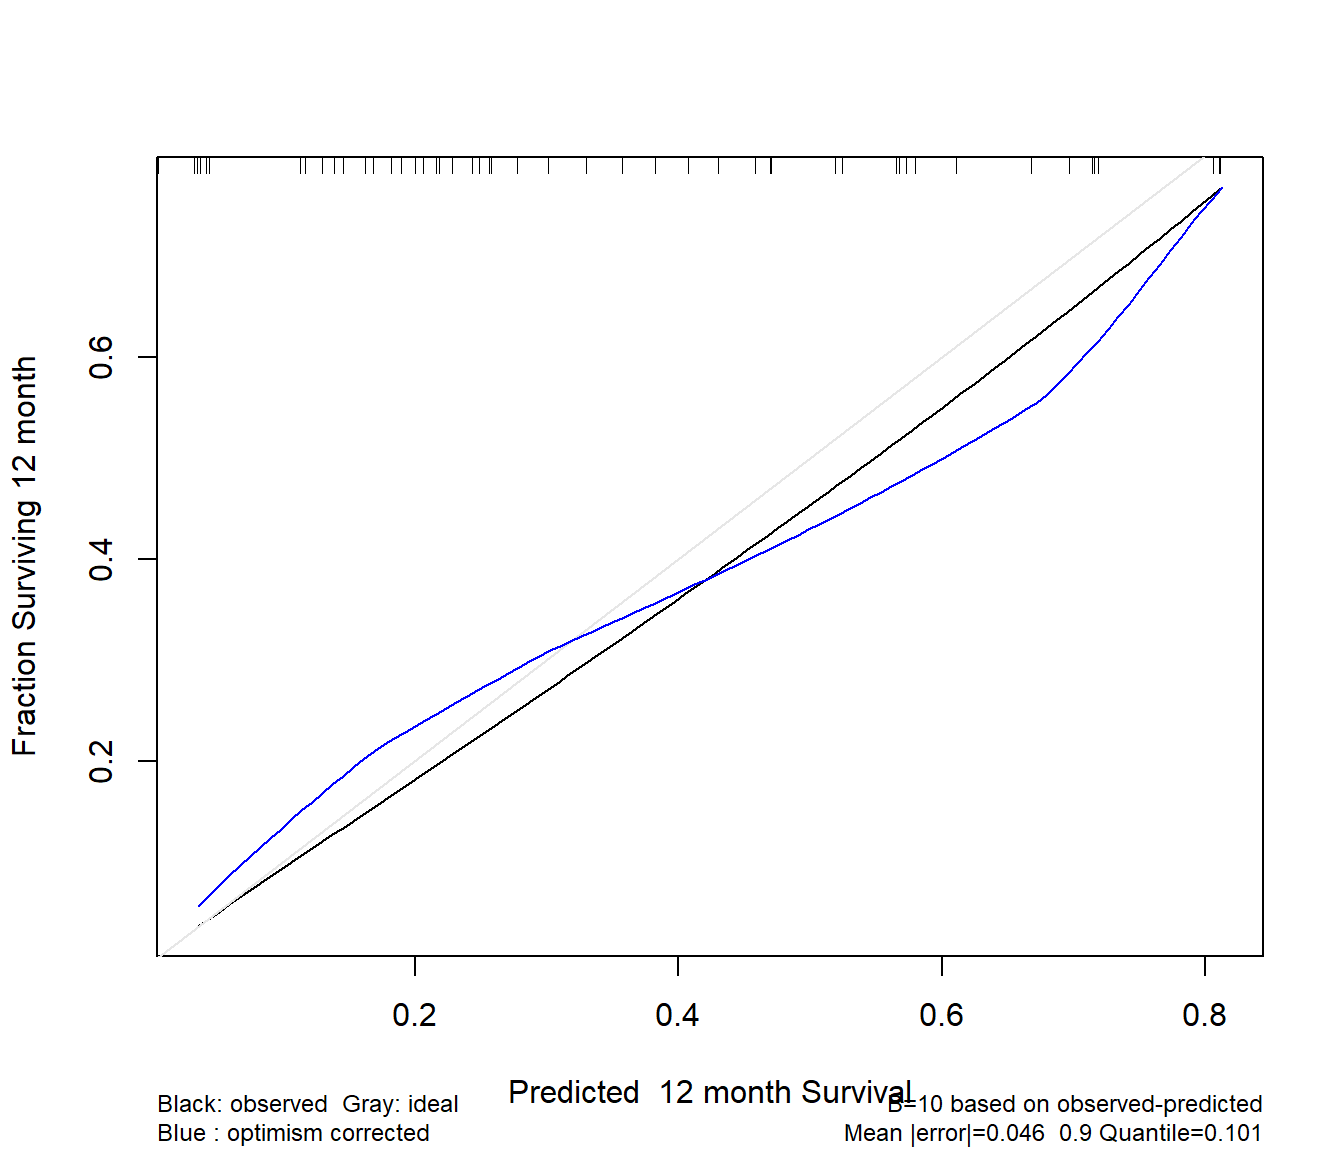 Fraction Surviving 12 month
0.6
0.4
0.2
0.2 0.4 0.6 0.8
Predicted  12 month Survival
Black: observed  Gray: ideal
B=10 based on observed-predicted
Blue : optimism corrected
Mean |error|=0.046  0.9 Quantile=0.101